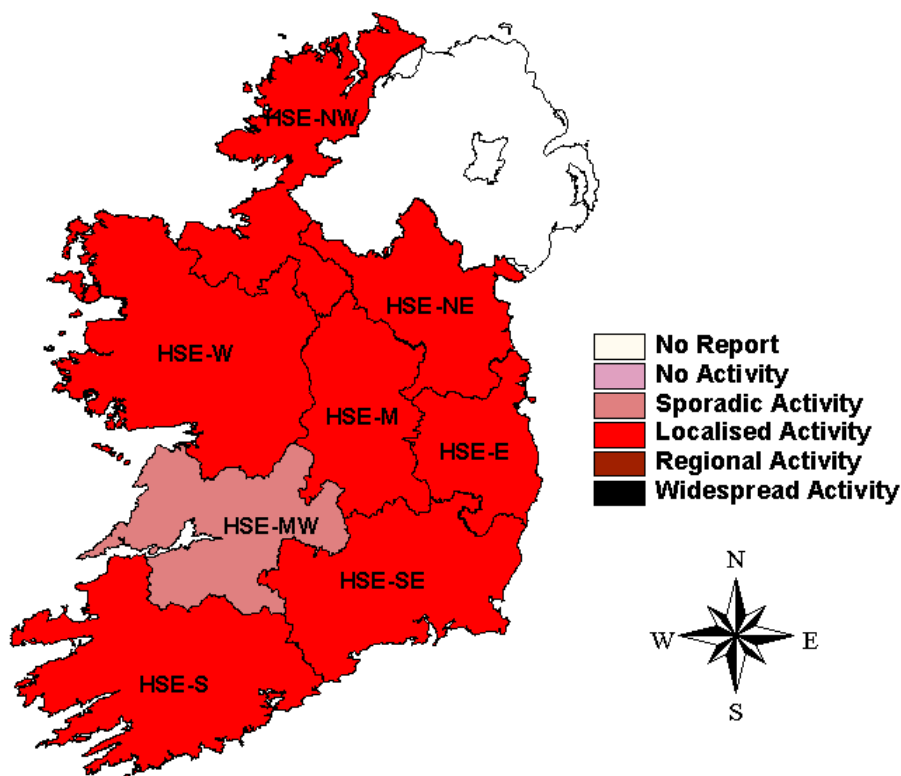 HSE-NW
HSE-NE
HSE-W
HSE-M
HSE-E
HSE-MW
HSE-SE
HSE-S
No Report
No Activity
Sporadic Activity
Localised Activity
Regional Activity
Widespread Activity
N
W E
S